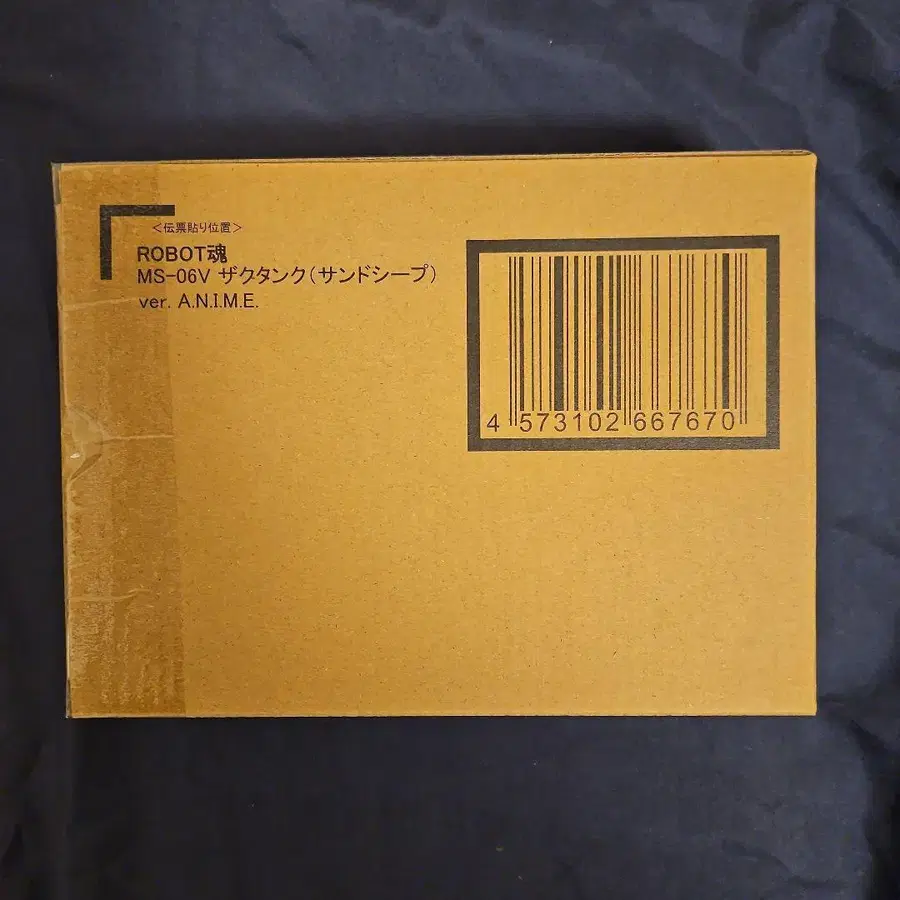 ＜伝票貼り位置＞
ROBOT魂
MS-06V ザクタンク（サンドシープ）
ver. A.N.I.M.E.
4 573102 667670